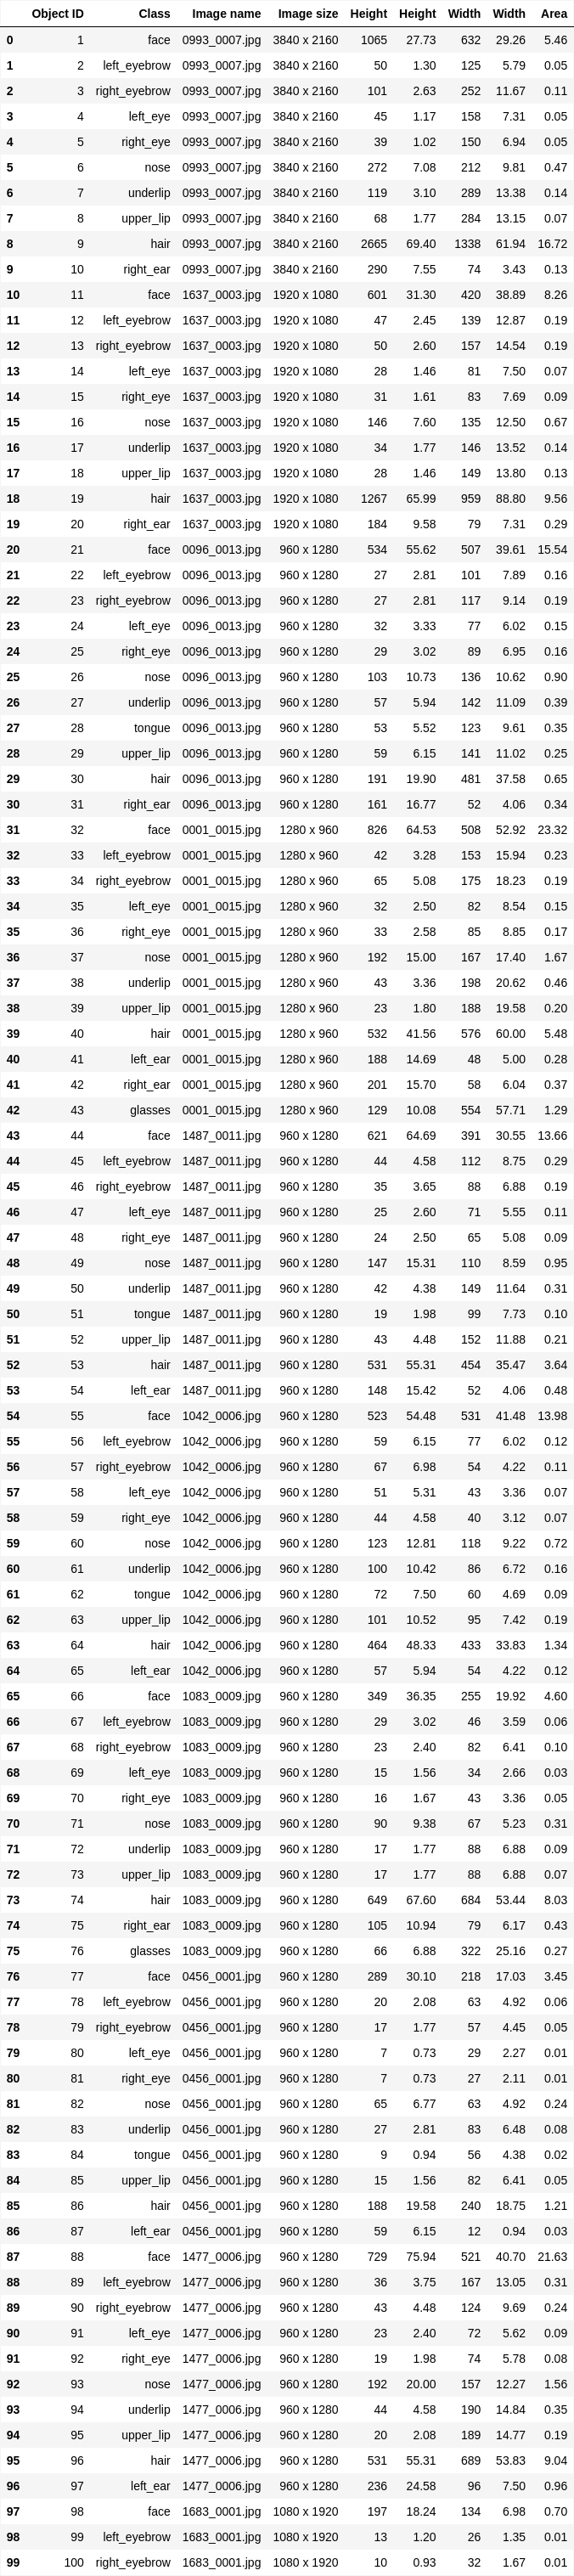 Object ID Class Image name Image size Height Height Width Width Area
0 1 face 0993_0007.jpg 3840 x 2160 1065 27.73 632 29.26 5.46
1 2 left_eyebrow 0993_0007.jpg 3840 x 2160 50 1.30 125 5.79 0.05
2 3 right_eyebrow 0993_0007.jpg 3840 x 2160 101 2.63 252 11.67 0.11
3 4 left_eye 0993_0007.jpg 3840 x 2160 45 1.17 158 7.31 0.05
4 5 right_eye 0993_0007.jpg 3840 x 2160 39 1.02 150 6.94 0.05
5 6 nose 0993_0007.jpg 3840 x 2160 272 7.08 212 9.81 0.47
6 7 underlip 0993_0007.jpg 3840 x 2160 119 3.10 289 13.38 0.14
7 8 upper_lip 0993_0007.jpg 3840 x 2160 68 1.77 284 13.15 0.07
8 9 hair 0993_0007.jpg 3840 x 2160 2665 69.40 1338 61.94 16.72
9 10 right_ear 0993_0007.jpg 3840 x 2160 290 7.55 74 3.43 0.13
10 11 face 1637_0003.jpg 1920 x 1080 601 31.30 420 38.89 8.26
11 12 left_eyebrow 1637_0003.jpg 1920 x 1080 47 2.45 139 12.87 0.19
12 13 right_eyebrow 1637_0003.jpg 1920 x 1080 50 2.60 157 14.54 0.19
13 14 left_eye 1637_0003.jpg 1920 x 1080 28 1.46 81 7.50 0.07
14 15 right_eye 1637_0003.jpg 1920 x 1080 31 1.61 83 7.69 0.09
15 16 nose 1637_0003.jpg 1920 x 1080 146 7.60 135 12.50 0.67
16 17 underlip 1637_0003.jpg 1920 x 1080 34 1.77 146 13.52 0.14
17 18 upper_lip 1637_0003.jpg 1920 x 1080 28 1.46 149 13.80 0.13
18 19 hair 1637_0003.jpg 1920 x 1080 1267 65.99 959 88.80 9.56
19 20 right_ear 1637_0003.jpg 1920 x 1080 184 9.58 79 7.31 0.29
20 21 face 0096_0013.jpg 960 x 1280 534 55.62 507 39.61 15.54
21 22 left_eyebrow 0096_0013.jpg 960 x 1280 27 2.81 101 7.89 0.16
22 23 right_eyebrow 0096_0013.jpg 960 x 1280 27 2.81 117 9.14 0.19
23 24 left_eye 0096_0013.jpg 960 x 1280 32 3.33 77 6.02 0.15
24 25 right_eye 0096_0013.jpg 960 x 1280 29 3.02 89 6.95 0.16
25 26 nose 0096_0013.jpg 960 x 1280 103 10.73 136 10.62 0.90
26 27 underlip 0096_0013.jpg 960 x 1280 57 5.94 142 11.09 0.39
27 28 tongue 0096_0013.jpg 960 x 1280 53 5.52 123 9.61 0.35
28 29 upper_lip 0096_0013.jpg 960 x 1280 59 6.15 141 11.02 0.25
29 30 hair 0096_0013.jpg 960 x 1280 191 19.90 481 37.58 0.65
30 31 right_ear 0096_0013.jpg 960 x 1280 161 16.77 52 4.06 0.34
31 32 face 0001_0015.jpg 1280 x 960 826 64.53 508 52.92 23.32
32 33 left_eyebrow 0001_0015.jpg 1280 x 960 42 3.28 153 15.94 0.23
33 34 right_eyebrow 0001_0015.jpg 1280 x 960 65 5.08 175 18.23 0.19
34 35 left_eye 0001_0015.jpg 1280 x 960 32 2.50 82 8.54 0.15
35 36 right_eye 0001_0015.jpg 1280 x 960 33 2.58 85 8.85 0.17
36 37 nose 0001_0015.jpg 1280 x 960 192 15.00 167 17.40 1.67
37 38 underlip 0001_0015.jpg 1280 x 960 43 3.36 198 20.62 0.46
38 39 upper_lip 0001_0015.jpg 1280 x 960 23 1.80 188 19.58 0.20
39 40 hair 0001_0015.jpg 1280 x 960 532 41.56 576 60.00 5.48
40 41 left_ear 0001_0015.jpg 1280 x 960 188 14.69 48 5.00 0.28
41 42 right_ear 0001_0015.jpg 1280 x 960 201 15.70 58 6.04 0.37
42 43 glasses 0001_0015.jpg 1280 x 960 129 10.08 554 57.71 1.29
43 44 face 1487_0011.jpg 960 x 1280 621 64.69 391 30.55 13.66
44 45 left_eyebrow 1487_0011.jpg 960 x 1280 44 4.58 112 8.75 0.29
45 46 right_eyebrow 1487_0011.jpg 960 x 1280 35 3.65 88 6.88 0.19
46 47 left_eye 1487_0011.jpg 960 x 1280 25 2.60 71 5.55 0.11
47 48 right_eye 1487_0011.jpg 960 x 1280 24 2.50 65 5.08 0.09
48 49 nose 1487_0011.jpg 960 x 1280 147 15.31 110 8.59 0.95
49 50 underlip 1487_0011.jpg 960 x 1280 42 4.38 149 11.64 0.31
50 51 tongue 1487_0011.jpg 960 x 1280 19 1.98 99 7.73 0.10
51 52 upper_lip 1487_0011.jpg 960 x 1280 43 4.48 152 11.88 0.21
52 53 hair 1487_0011.jpg 960 x 1280 531 55.31 454 35.47 3.64
53 54 left_ear 1487_0011.jpg 960 x 1280 148 15.42 52 4.06 0.48
54 55 face 1042_0006.jpg 960 x 1280 523 54.48 531 41.48 13.98
55 56 left_eyebrow 1042_0006.jpg 960 x 1280 59 6.15 77 6.02 0.12
56 57 right_eyebrow 1042_0006.jpg 960 x 1280 67 6.98 54 4.22 0.11
57 58 left_eye 1042_0006.jpg 960 x 1280 51 5.31 43 3.36 0.07
58 59 right_eye 1042_0006.jpg 960 x 1280 44 4.58 40 3.12 0.07
59 60 nose 1042_0006.jpg 960 x 1280 123 12.81 118 9.22 0.72
60 61 underlip 1042_0006.jpg 960 x 1280 100 10.42 86 6.72 0.16
61 62 tongue 1042_0006.jpg 960 x 1280 72 7.50 60 4.69 0.09
62 63 upper_lip 1042_0006.jpg 960 x 1280 101 10.52 95 7.42 0.19
63 64 hair 1042_0006.jpg 960 x 1280 464 48.33 433 33.83 1.34
64 65 left_ear 1042_0006.jpg 960 x 1280 57 5.94 54 4.22 0.12
65 66 face 1083_0009.jpg 960 x 1280 349 36.35 255 19.92 4.60
66 67 left_eyebrow 1083_0009.jpg 960 x 1280 29 3.02 46 3.59 0.06
67 68 right_eyebrow 1083_0009.jpg 960 x 1280 23 2.40 82 6.41 0.10
68 69 left_eye 1083_0009.jpg 960 x 1280 15 1.56 34 2.66 0.03
69 70 right_eye 1083_0009.jpg 960 x 1280 16 1.67 43 3.36 0.05
70 71 nose 1083_0009.jpg 960 x 1280 90 9.38 67 5.23 0.31
71 72 underlip 1083_0009.jpg 960 x 1280 17 1.77 88 6.88 0.09
72 73 upper_lip 1083_0009.jpg 960 x 1280 17 1.77 88 6.88 0.07
73 74 hair 1083_0009.jpg 960 x 1280 649 67.60 684 53.44 8.03
74 75 right_ear 1083_0009.jpg 960 x 1280 105 10.94 79 6.17 0.43
75 76 glasses 1083_0009.jpg 960 x 1280 66 6.88 322 25.16 0.27
76 77 face 0456_0001.jpg 960 x 1280 289 30.10 218 17.03 3.45
77 78 left_eyebrow 0456_0001.jpg 960 x 1280 20 2.08 63 4.92 0.06
78 79 right_eyebrow 0456_0001.jpg 960 x 1280 17 1.77 57 4.45 0.05
79 80 left_eye 0456_0001.jpg 960 x 1280 7 0.73 29 2.27 0.01
80 81 right_eye 0456_0001.jpg 960 x 1280 7 0.73 27 2.11 0.01
81 82 nose 0456_0001.jpg 960 x 1280 65 6.77 63 4.92 0.24
82 83 underlip 0456_0001.jpg 960 x 1280 27 2.81 83 6.48 0.08
83 84 tongue 0456_0001.jpg 960 x 1280 9 0.94 56 4.38 0.02
84 85 upper_lip 0456_0001.jpg 960 x 1280 15 1.56 82 6.41 0.05
85 86 hair 0456_0001.jpg 960 x 1280 188 19.58 240 18.75 1.21
86 87 left_ear 0456_0001.jpg 960 x 1280 59 6.15 12 0.94 0.03
87 88 face 1477_0006.jpg 960 x 1280 729 75.94 521 40.70 21.63
88 89 left_eyebrow 1477_0006.jpg 960 x 1280 36 3.75 167 13.05 0.31
89 90 right_eyebrow 1477_0006.jpg 960 x 1280 43 4.48 124 9.69 0.24
90 91 left_eye 1477_0006.jpg 960 x 1280 23 2.40 72 5.62 0.09
91 92 right_eye 1477_0006.jpg 960 x 1280 19 1.98 74 5.78 0.08
92 93 nose 1477_0006.jpg 960 x 1280 192 20.00 157 12.27 1.56
93 94 underlip 1477_0006.jpg 960 x 1280 44 4.58 190 14.84 0.35
94 95 upper_lip 1477_0006.jpg 960 x 1280 20 2.08 189 14.77 0.19
95 96 hair 1477_0006.jpg 960 x 1280 531 55.31 689 53.83 9.04
96 97 left_ear 1477_0006.jpg 960 x 1280 236 24.58 96 7.50 0.96
97 98 face 1683_0001.jpg 1080 x 1920 197 18.24 134 6.98 0.70
98 99 left_eyebrow 1683_0001.jpg 1080 x 1920 13 1.20 26 1.35 0.01
99 100 right_eyebrow 1683_0001.jpg 1080 x 1920 10 0.93 32 1.67 0.01